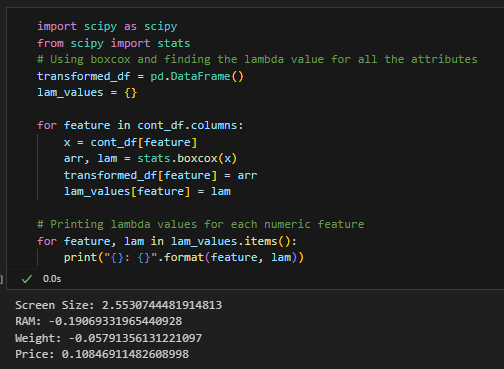 import scipy as scipy
from scipy import stats
# Using boxcox and finding the lambda value for all the attributes
transformed_df = pd.DataFrame()
lam_values = {}
for feature in cont_df.columns:
    x = cont_df[feature]
    arr, lam = stats.boxcox(x)
    transformed_df[feature] = arr
    lam_values[feature] = lam
# Printing lambda values for each numeric feature
for feature, lam in lam_values.items():
    print("{}: {}".format(feature, lam))
] ✓ 0.0s
Screen Size: 2.5530744481914813
RAM: -0.19069331965440928
Weight: -0.05791356131221097
Price: 0.10846911482608998